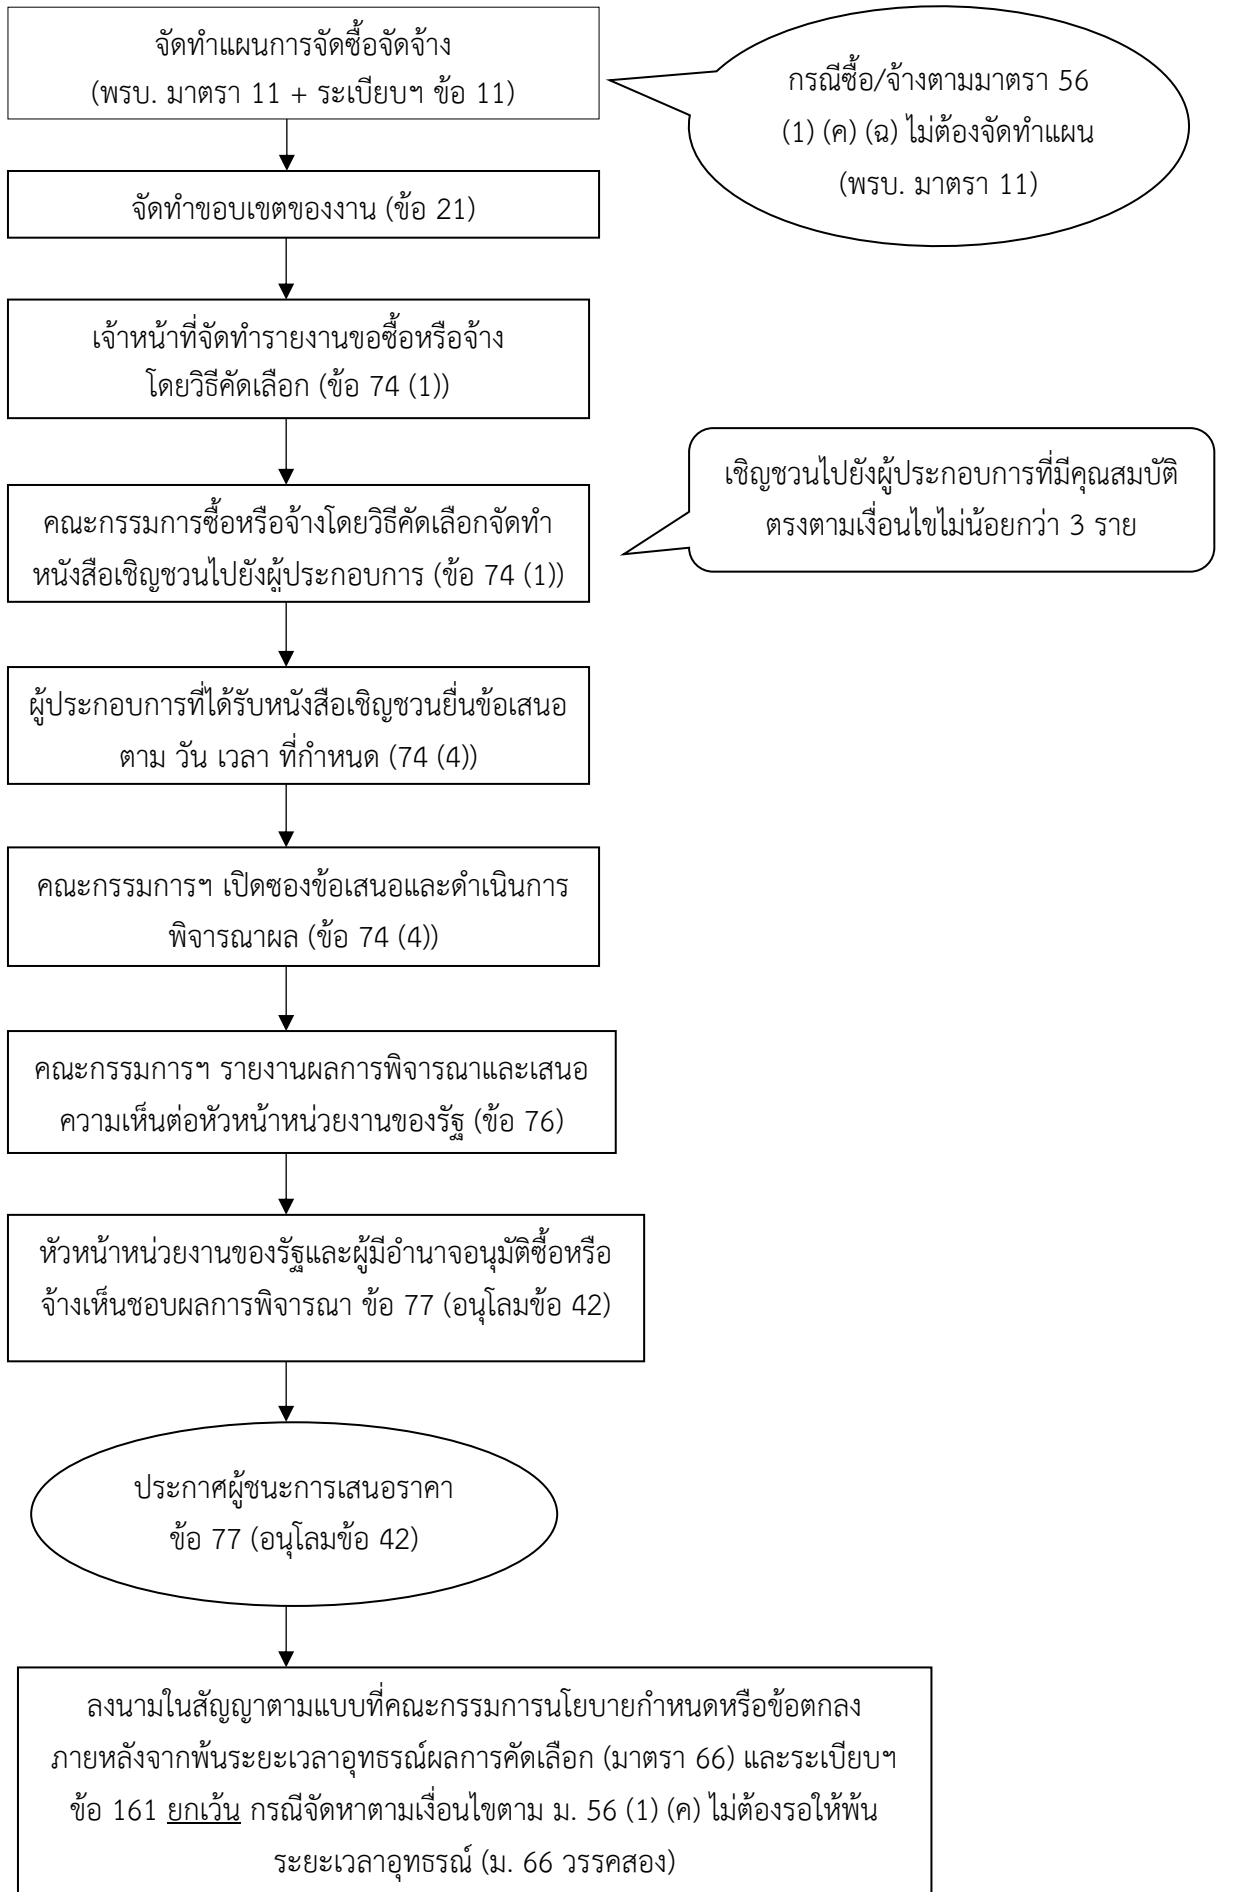 จัดทำแผนการจัดซื้อจัดจ้าง
(พรบ. มาตรา 11 + ระเบียบฯ ข้อ 11)
กรณีซื้อ/จ้างตามมาตรา 56
(1) (ค) (ฉ) ไม่ต้องจัดทำแผน
(พรบ. มาตรา 11)
จัดทำขอบเขตของงาน (ข้อ 21)
เจ้าหน้าที่จัดทำรายงานขอซื้อหรือจ้าง
โดยวิธีคัดเลือก (ข้อ 74 (1))
คณะกรรมการซื้อหรือจ้างโดยวิธีคัดเลือกจัดทำ
หนังสือเชิญชวนไปยังผู้ประกอบการ (ข้อ 74 (1))
เชิญชวนไปยังผู้ประกอบการที่มีคุณสมบัติ
ตรงตามเงื่อนไขไม่น้อยกว่า 3 ราย
ผู้ประกอบการที่ได้รับหนังสือเชิญชวนยื่นข้อเสนอ
ตาม วัน เวลา ที่กำหนด (74 (4))
คณะกรรมการฯ เปิดซองข้อเสนอและดำเนินการ
พิจารณาผล (ข้อ 74 (4))
คณะกรรมการฯ รายงานผลการพิจารณาและเสนอ
ความเห็นต่อหัวหน้าหน่วยงานของรัฐ (ข้อ 76)
หัวหน้าหน่วยงานของรัฐและผู้มีอำนาจอนุมัติซื้อหรือ
จ้างเห็นชอบผลการพิจารณา ข้อ 77 (อนุโลมข้อ 42)
ประกาศผู้ชนะการเสนอราคา
ข้อ 77 (อนุโลมข้อ 42)
ลงนามในสัญญาตามแบบที่คณะกรรมการนโยบายกำหนดหรือข้อตกลง
ภายหลังจากพ้นระยะเวลาอุทธรณ์ผลการคัดเลือก (มาตรา 66) และระเบียบฯ
ข้อ 161 ยกเว้น กรณีจัดหาตามเงื่อนไขตาม ม. 56 (1) (ค) ไม่ต้องรอให้พ้น
ระยะเวลาอุทธรณ์ (ม. 66 วรรคสอง)